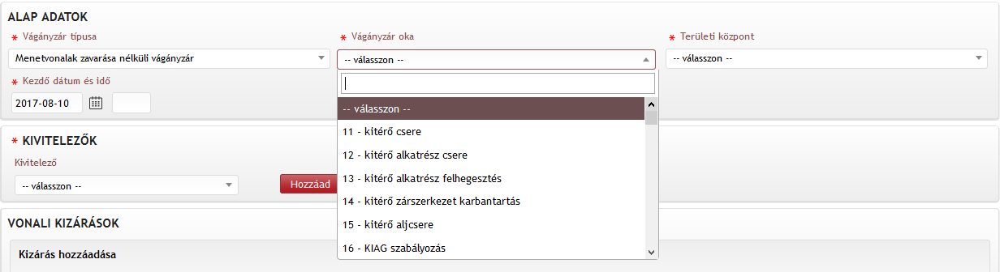 ALAP ADATOK
* Vágányzár típusa
* Vágányzár oka
* Területi központ
Menetvonalak zavarása nélküli vágányzár
-- válasszon --
-- válasszon --
* Kezdő dátum és idő
2017-08-10
-- válasszon --
11 - kitérő csere
12 - kitérő alkatrész csere
13 - kitérő alkatrész felhegesztés
14 - kitérő zárszerkezet karbantartás
15 - kitérő aljcsere
16 - KIAG szabályozás
* KIVITELEZŐK
Kivitelező
-- válasszon --
Hozzáad
VONALI KIZÁRÁSOK
Kizárás hozzáadása